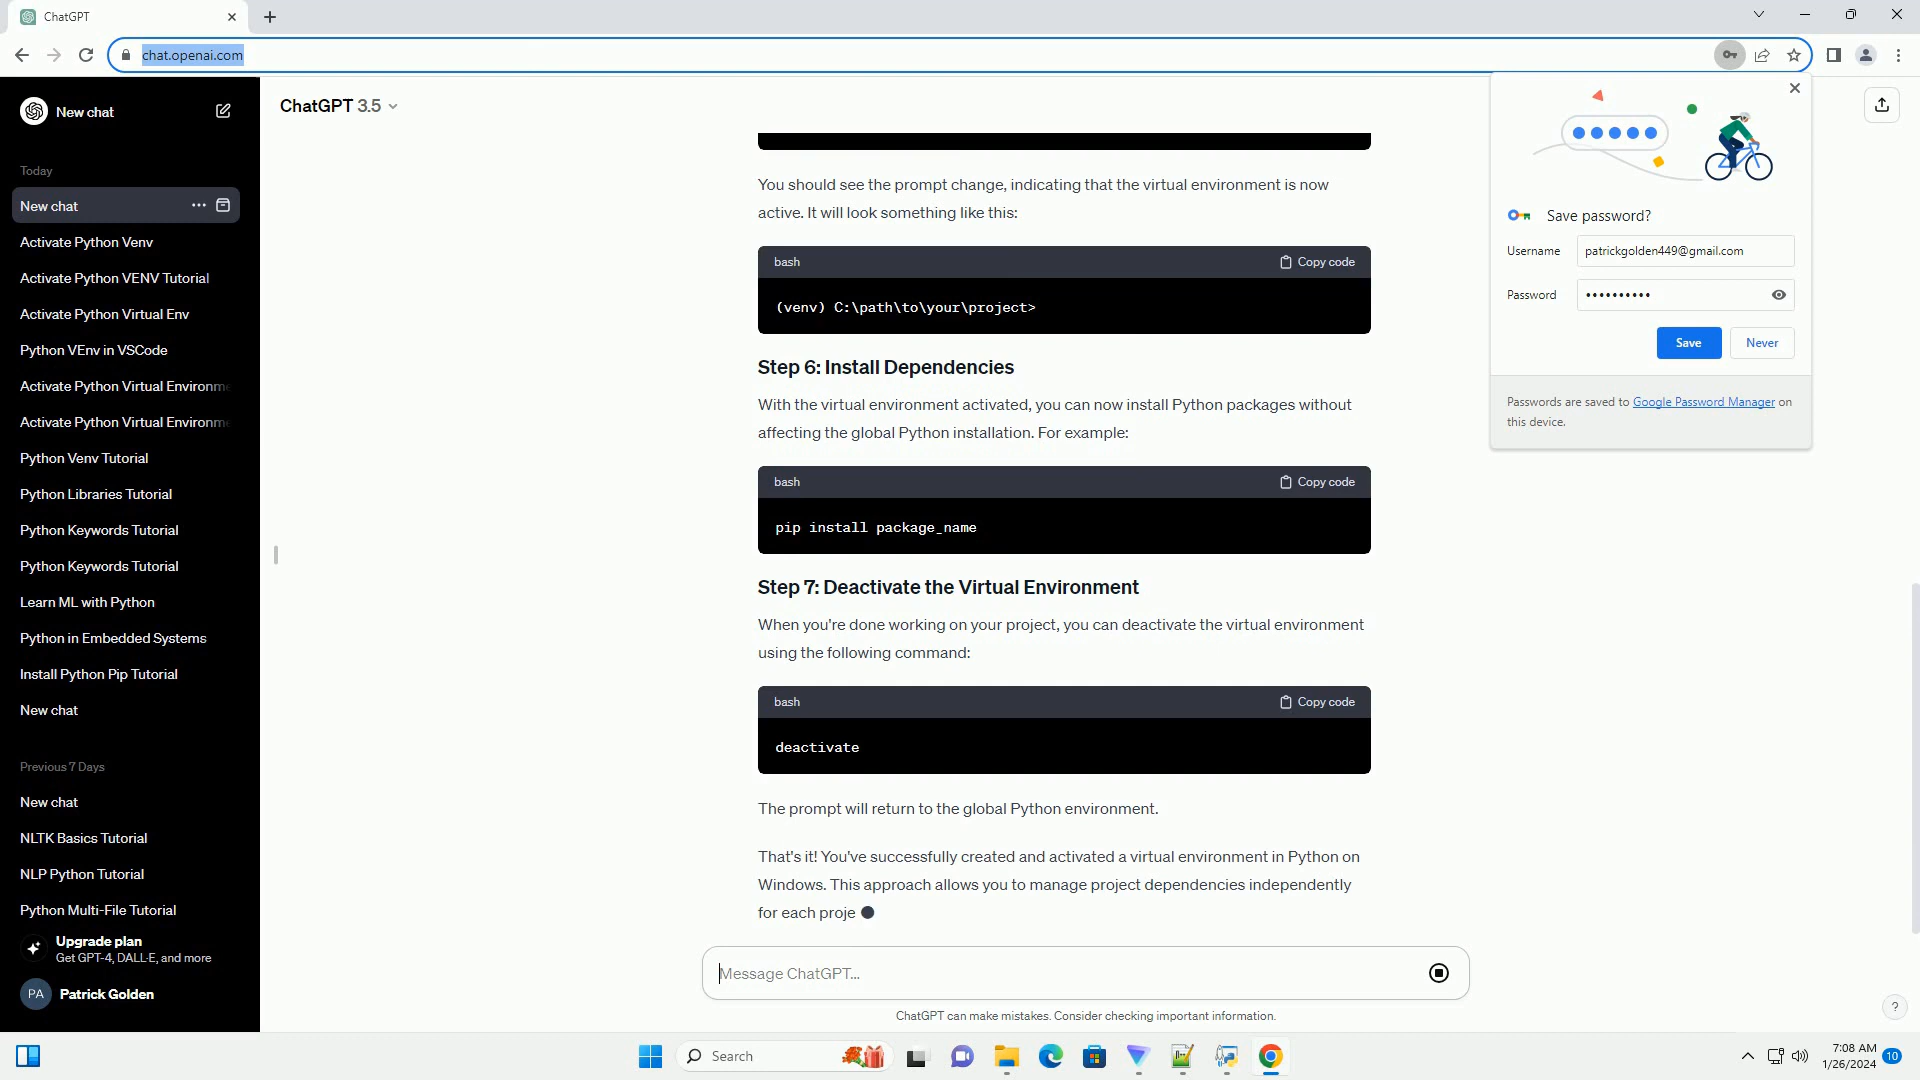 ChatGPT
chat.openai.com
New chat
Today
New chat
Activate Python Venv
Activate Python VENV Tutorial
Activate Python Virtual Env
Python VEnv in VSCode
Activate Python Virtual Environme
Activate Python Virtual Environme
Python Venv Tutorial
Python Libraries Tutorial
Python Keywords Tutorial
Python Keywords Tutorial
Learn ML with Python
Python in Embedded Systems
Install Python Pip Tutorial
New chat
Previous 7 Days
New chat
NLTK Basics Tutorial
NLP Python Tutorial
Python Multi-File Tutorial
Upgrade plan
Get GPT-4, DALL·E, and more
PA Patrick Golden
ChatGPT 3.5
You should see the prompt change, indicating that the virtual environment is now
active. It will look something like this:
bash Copy code
(venv) C:\path\to\your\project>
Step 6: Install Dependencies
With the virtual environment activated, you can now install Python packages without
affecting the global Python installation. For example:
bash Copy code
pip install package_name
Step 7: Deactivate the Virtual Environment
When you're done working on your project, you can deactivate the virtual environment
using the following command:
bash Copy code
deactivate
The prompt will return to the global Python environment.
That's it! You've successfully created and activated a virtual environment in Python on
Windows. This approach allows you to manage project dependencies independently
for each proje
Message ChatGPT...
ChatGPT can make mistakes. Consider checking important information.
?
Save password?
Username patrickgolden449@gmail.com
Password ••••••••••
Save Never
Passwords are saved to Google Password Manager on
this device.
Search
7:08 AM
1/26/2024
10